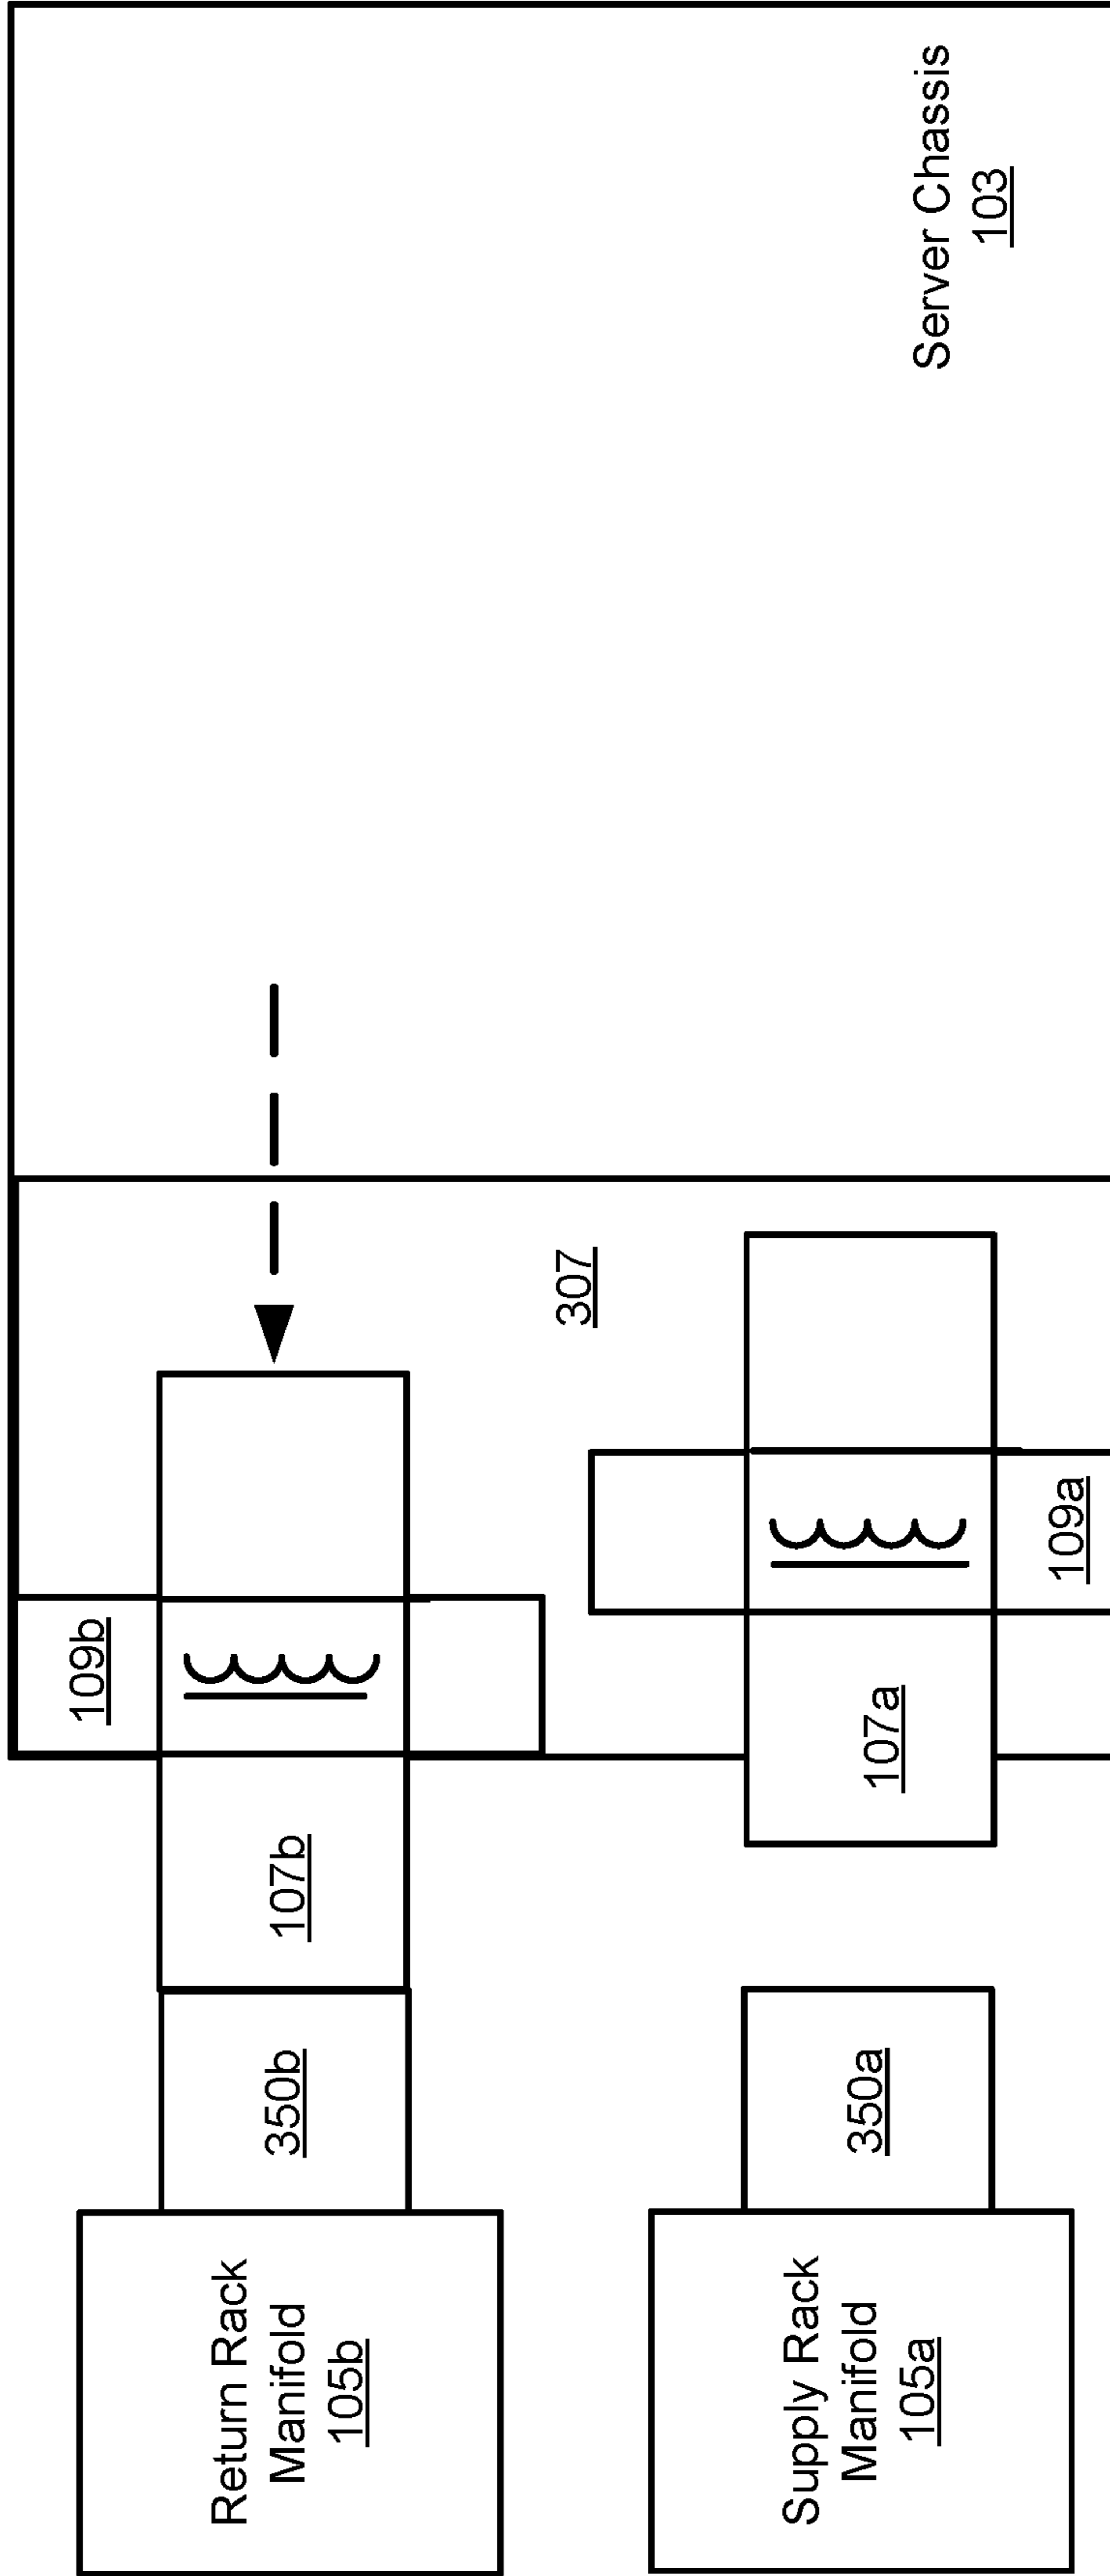 109b
Return Rack
Manifold
105b
350b
107b
307
Supply Rack
Manifold
105a
350a
107a
109a
Server Chassis
103